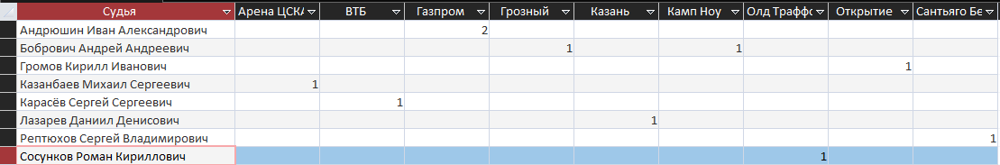 Судья Арена ЦСКА ВТБ Газпром Грозный Казань Камп Ноу Олд Траффо Открытие Сантьяго Бе
Андрюшин Иван Александрович 2
Бобрович Андрей Андреевич 1 1
Громов Кирилл Иванович 1
Казанбаев Михаил Сергеевич 1
Карасёв Сергей Сергеевич 1
Лазарев Даниил Денисович 1
Рептюхов Сергей Владимирович 1
Сосунков Роман Кириллович 1